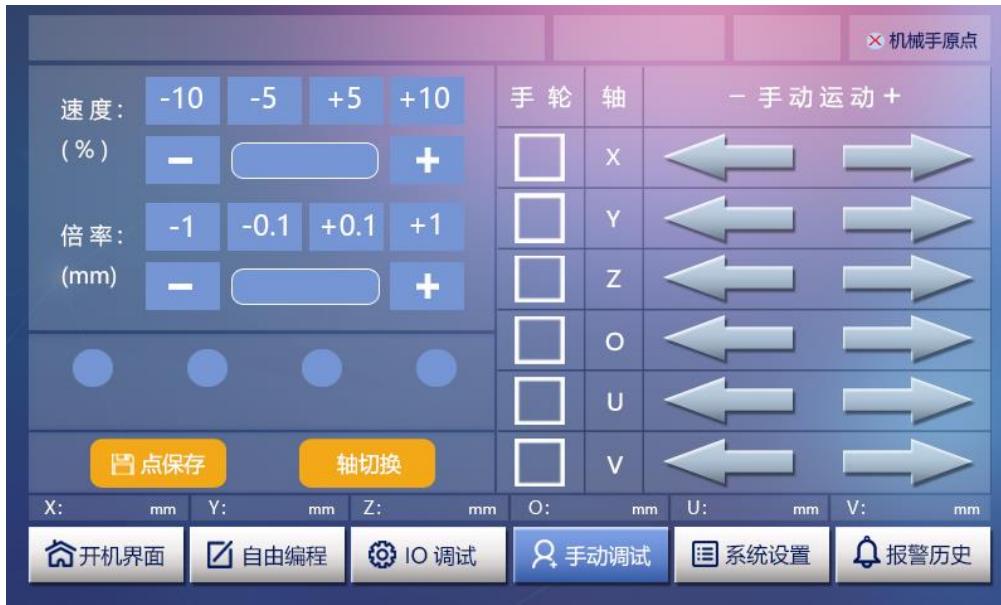 机械手原点
速度： -10 -5 +5 +10
(%) − +
倍率： -1 -0.1 +0.1 +1
(mm) − +
手轮 轴 − 手动运动 +
X
Y
Z
O
U
V
点保存 轴切换
X: mm Y: mm Z: mm O: mm U: mm V: mm
开机界面 自由编程 IO 调试 手动调试 系统设置 报警历史